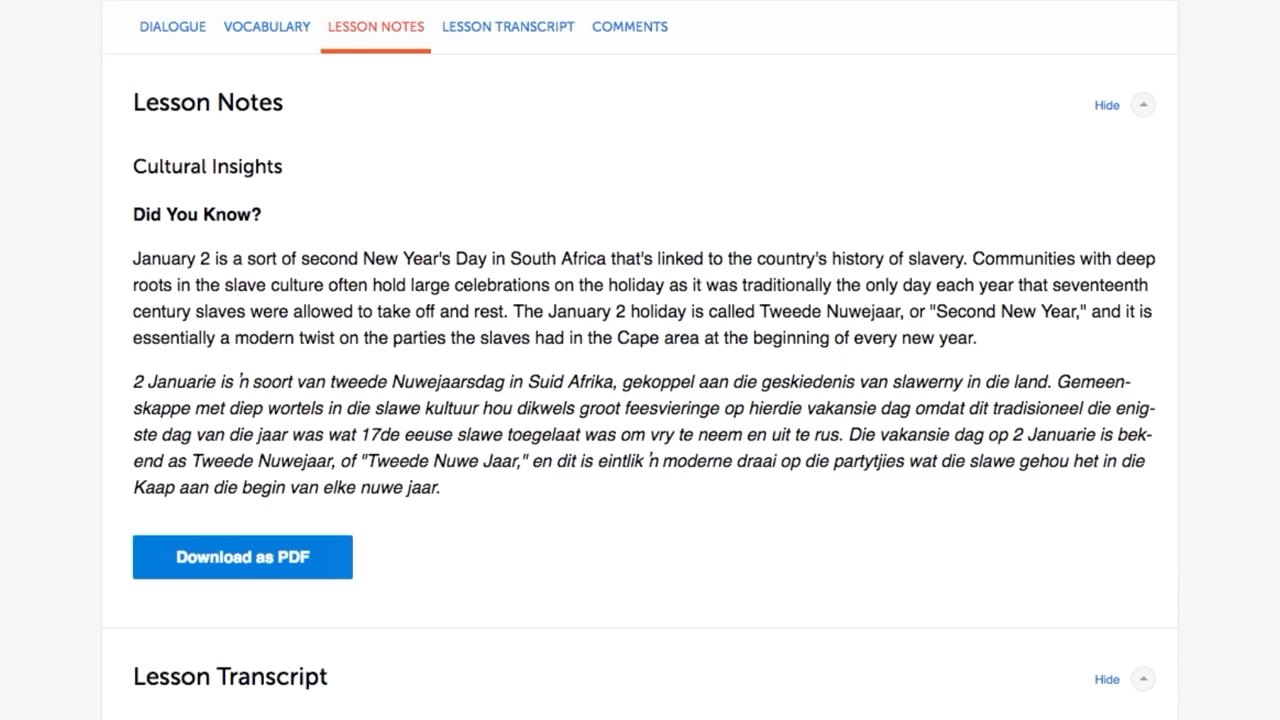 DIALOGUE VOCABULARY LESSON NOTES LESSON TRANSCRIPT COMMENTS
Lesson Notes
Hide
Cultural Insights
Did You Know?
January 2 is a sort of second New Year's Day in South Africa that's linked to the country's history of slavery. Communities with deep
roots in the slave culture often hold large celebrations on the holiday as it was traditionally the only day each year that seventeenth
century slaves were allowed to take off and rest. The January 2 holiday is called Tweede Nuwejaar, or "Second New Year," and it is
essentially a modern twist on the parties the slaves had in the Cape area at the beginning of every new year.
2 Januarie is ŉ soort van tweede Nuwejaarsdag in Suid Afrika, gekoppel aan die geskiedenis van slawerny in die land. Gemeen-
skappe met diep wortels in die slawe kultuur hou dikwels groot feesvieringe op hierdie vakansie dag omdat dit tradisioneel die enig-
ste dag van die jaar was wat 17de eeuse slawe toegelaat was om vry te neem en uit te rus. Die vakansie dag op 2 Januarie is bek-
end as Tweede Nuwejaar, of "Tweede Nuwe Jaar," en dit is eintlik ŉ moderne draai op die partytjies wat die slawe gehou het in die
Kaap aan die begin van elke nuwe jaar.
Download as PDF
Lesson Transcript
Hide